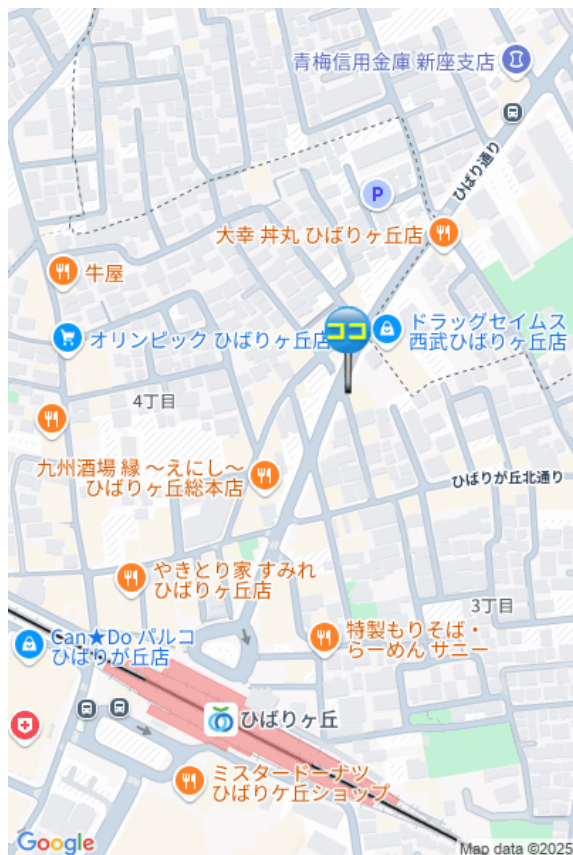 青梅信用金庫 新座支店
ひばり通り
P
大幸 丼丸 ひばりヶ丘店
牛屋
ココ
ドラッグセイムス
西武ひばりヶ丘店
オリンピック ひばりヶ丘店
4丁目
九州酒場 縁 ～えにし～
ひばりヶ丘総本店
ひばりが丘北通り
やきとり家 すみれ
ひばりヶ丘店
3丁目
特製もりそば・
らーめん サニー
Can★Do パルコ
ひばりが丘店
ひばりヶ丘
ミスタードーナツ
ひばりケ丘ショップ
Google
Map data ©2025